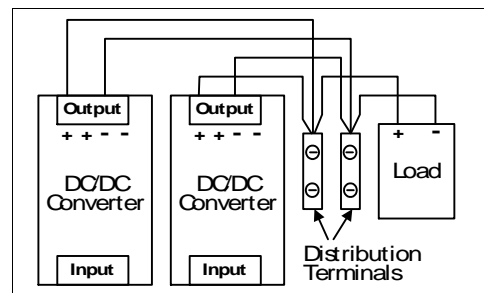 Output
+ + - -
DC/DC
Converter
Input
Output
+ + - -
DC/DC
Converter
Input
+ -
Load
Distribution
Terminals